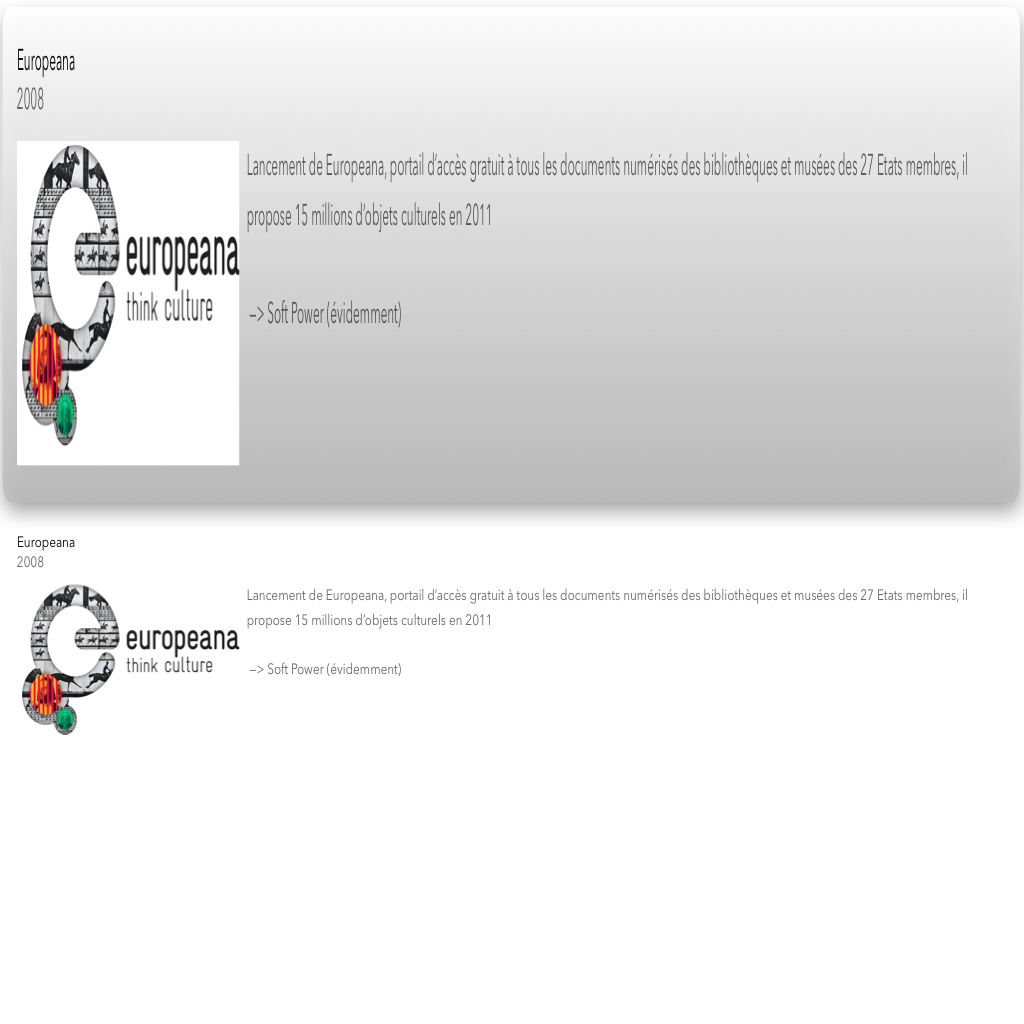 Europeana
2008
europeana
think culture
Lancement de Europeana, portail d’accès gratuit à tous les documents numérisés des bibliothèques et musées des 27 Etats membres, il
propose 15 millions d’objets culturels en 2011
–> Soft Power (évidemment)
Europeana
2008
europeana
think culture
Lancement de Europeana, portail d’accès gratuit à tous les documents numérisés des bibliothèques et musées des 27 Etats membres, il
propose 15 millions d’objets culturels en 2011
–> Soft Power (évidemment)